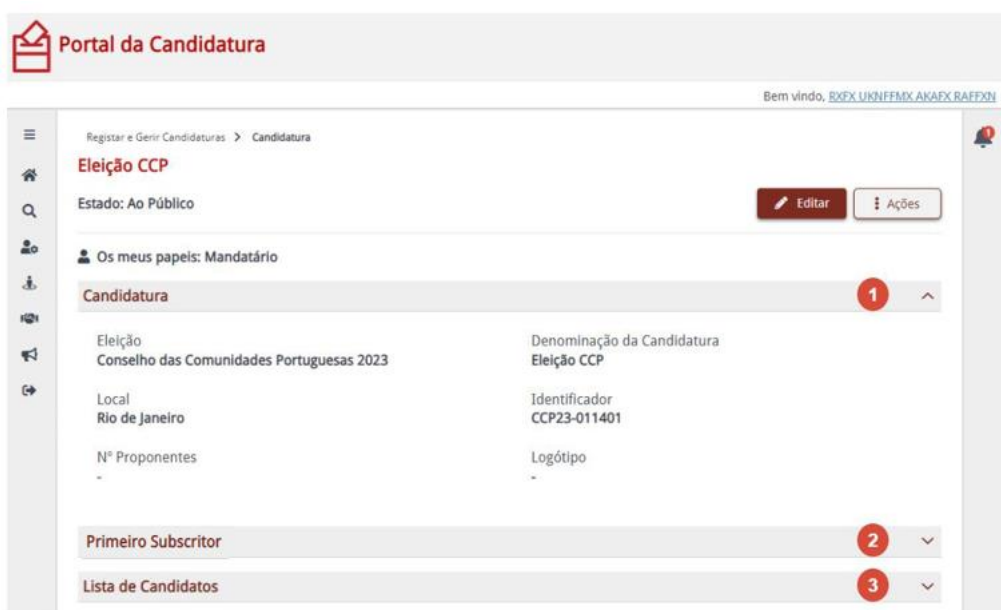 Portal da Candidatura
Bem vindo, RXFX UKNFFMX AKAFX RAFFXN
1
Registar e Gerir Candidaturas > Candidatura
Eleição CCP
Estado: Ao Público
Editar
Ações
Os meus papeis: Mandatário
Candidatura
1
Eleição
Denominação da Candidatura
Conselho das Comunidades Portuguesas 2023
Eleição CCP
Local
Identificador
Rio de Janeiro
CCP23-011401
Nº Proponentes
Logótipo
-
-
Primeiro Subscritor
2
Lista de Candidatos
3